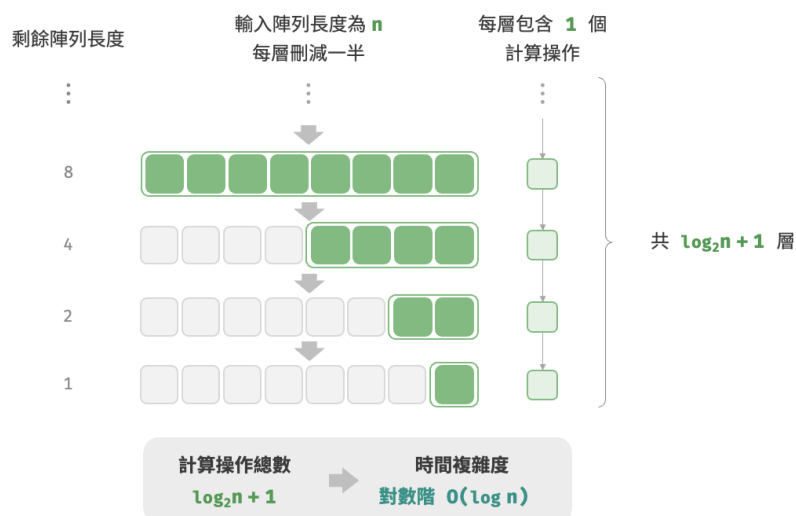 剩餘陣列長度
輸入陣列長度為 n
每層刪減一半
每層包含 1 個
計算操作
8
4
2
1
共 log₂n + 1 層
計算操作總數
log₂n + 1
時間複雜度
對數階 O(log n)